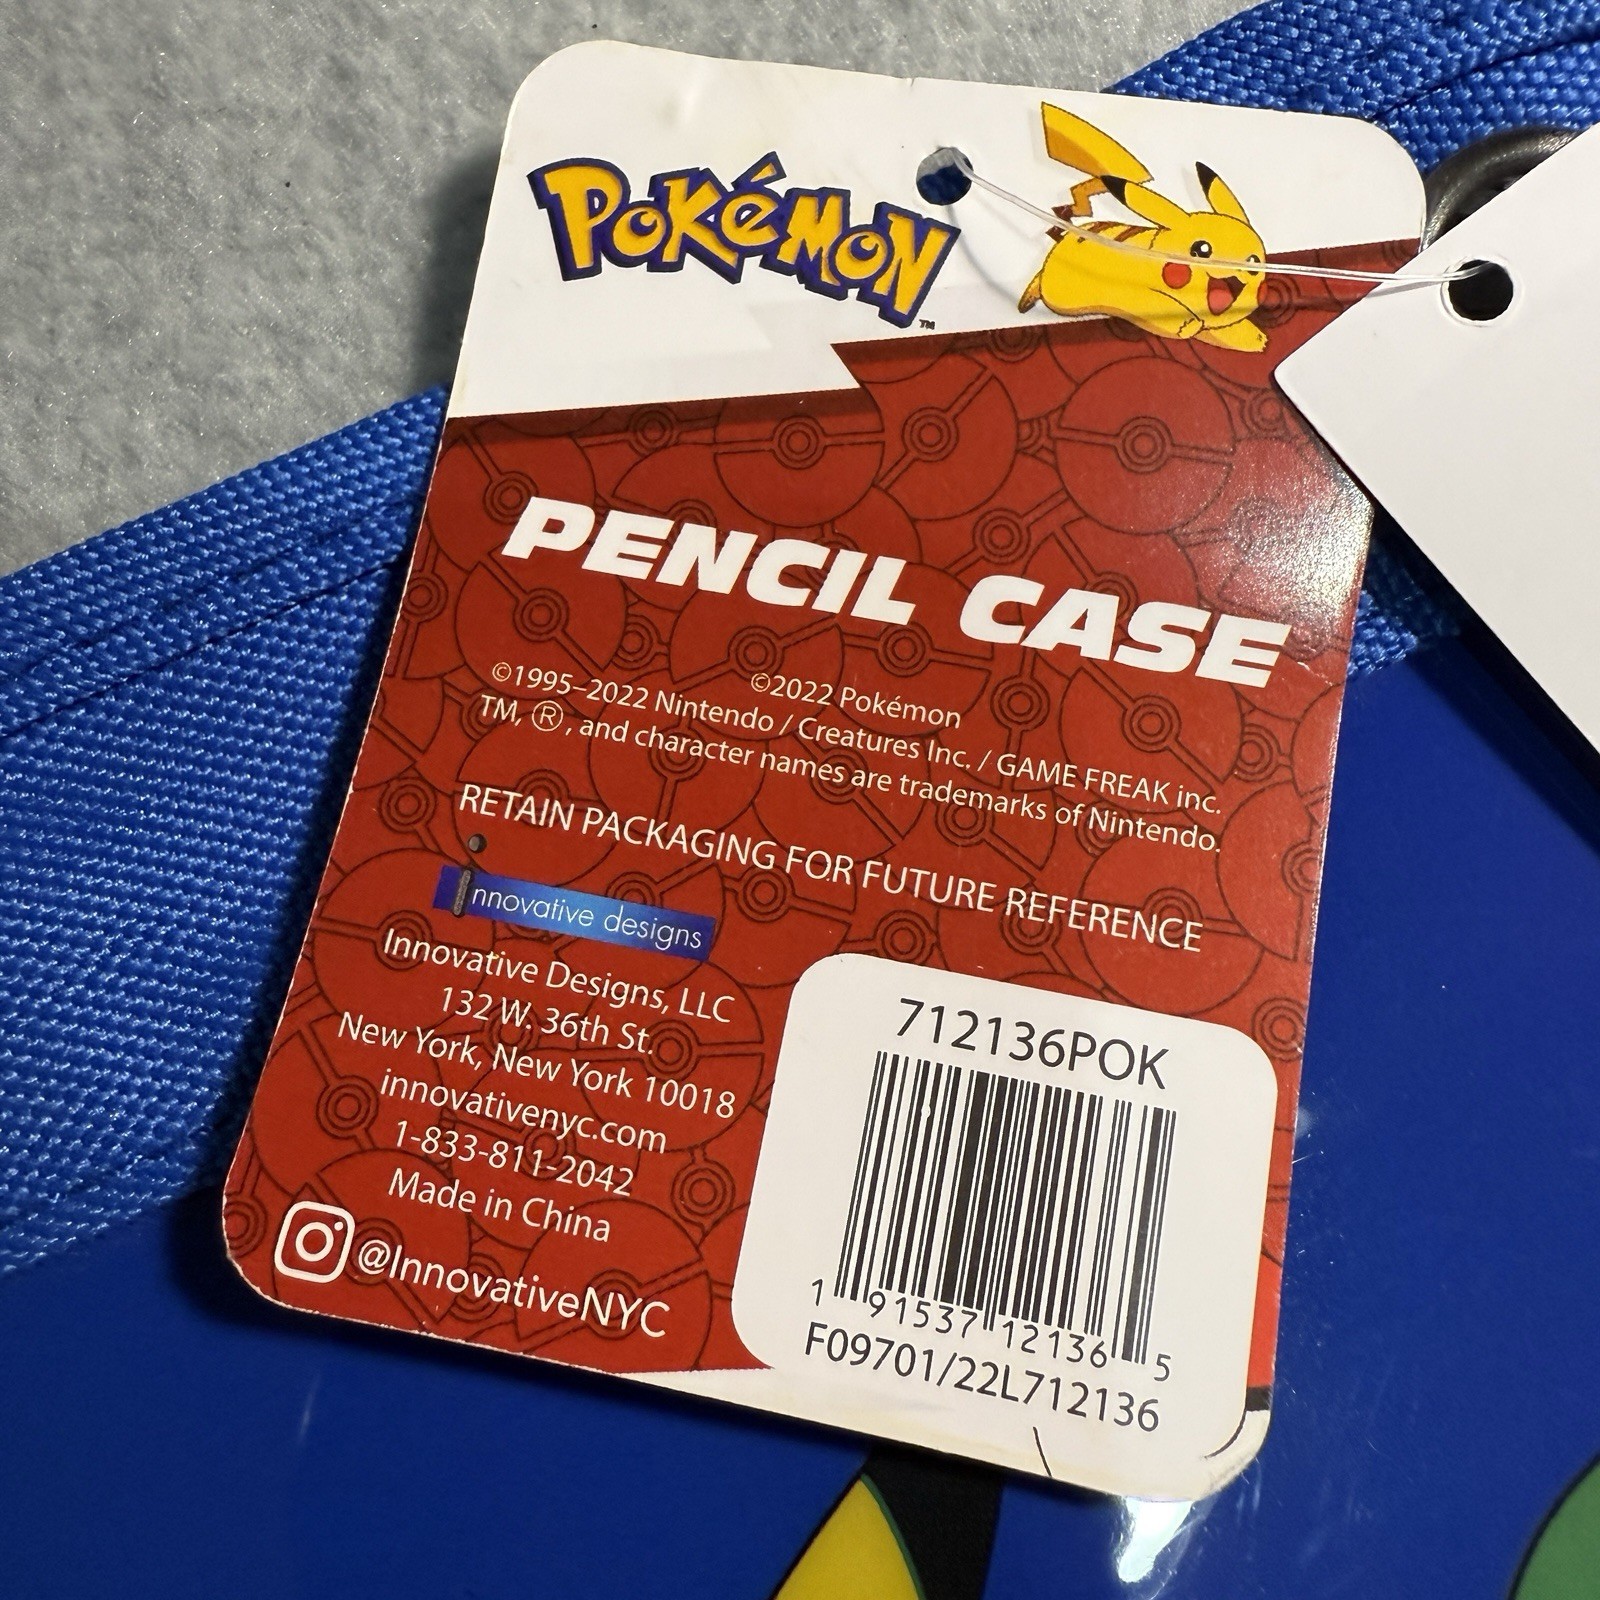 POKéMON
TM
PENCIL CASE
©2022 Pokémon
©1995–2022 Nintendo / Creatures Inc. / GAME FREAK inc.
TM, ®, and character names are trademarks of Nintendo.
RETAIN PACKAGING FOR FUTURE REFERENCE
innovative designs
Innovative Designs, LLC
132 W. 36th St.
New York, New York 10018
innovativenyc.com
1-833-811-2042
Made in China
@InnovativeNYC
712136POK
1 91537 12136 5
F09701/22L712136